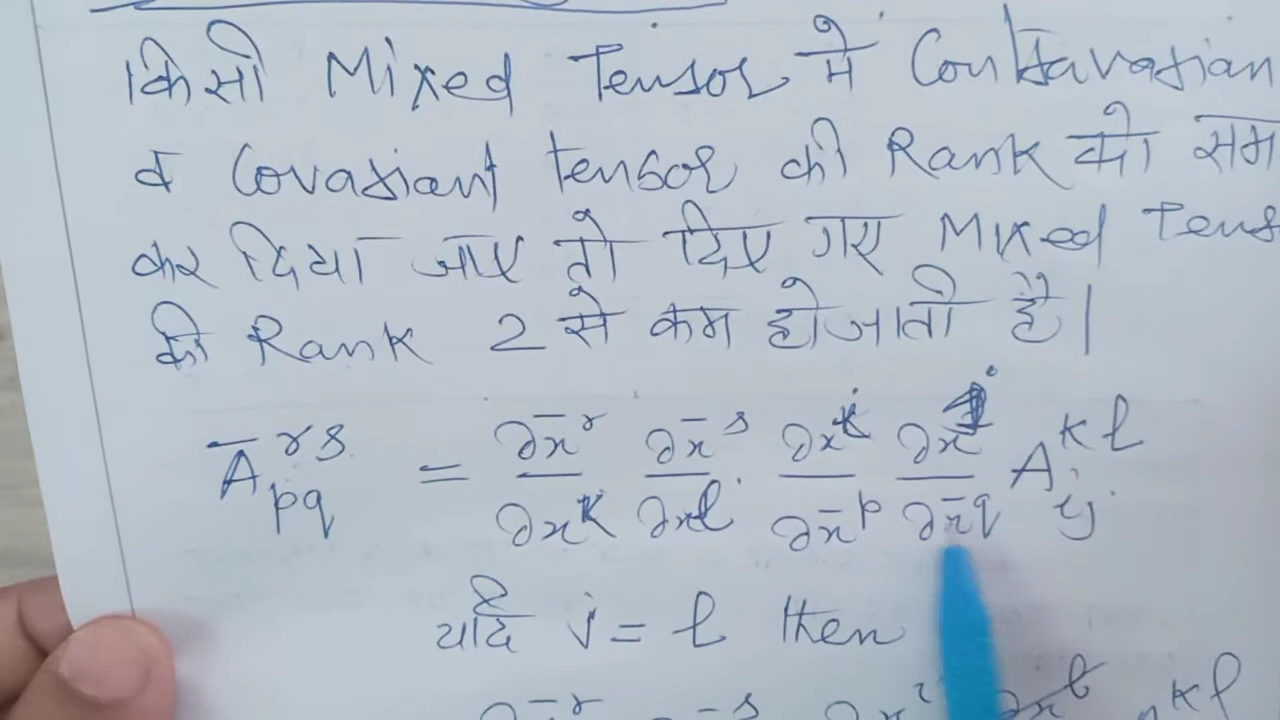 किसी Mixed Tensor में Contravarian
व Covariant tensor की Rank को सम
कर दिया जाए तो दिए गए Mixed Tens
की Rank 2 से कम होजाती है।
Ā^{rs}_{pq} = ∂x̄^r/∂x^k ∂x̄^s/∂x^l · ∂x^i/∂x̄^p ∂x^j/∂x̄^q A^{kl}_{ij}
यदि j = l then